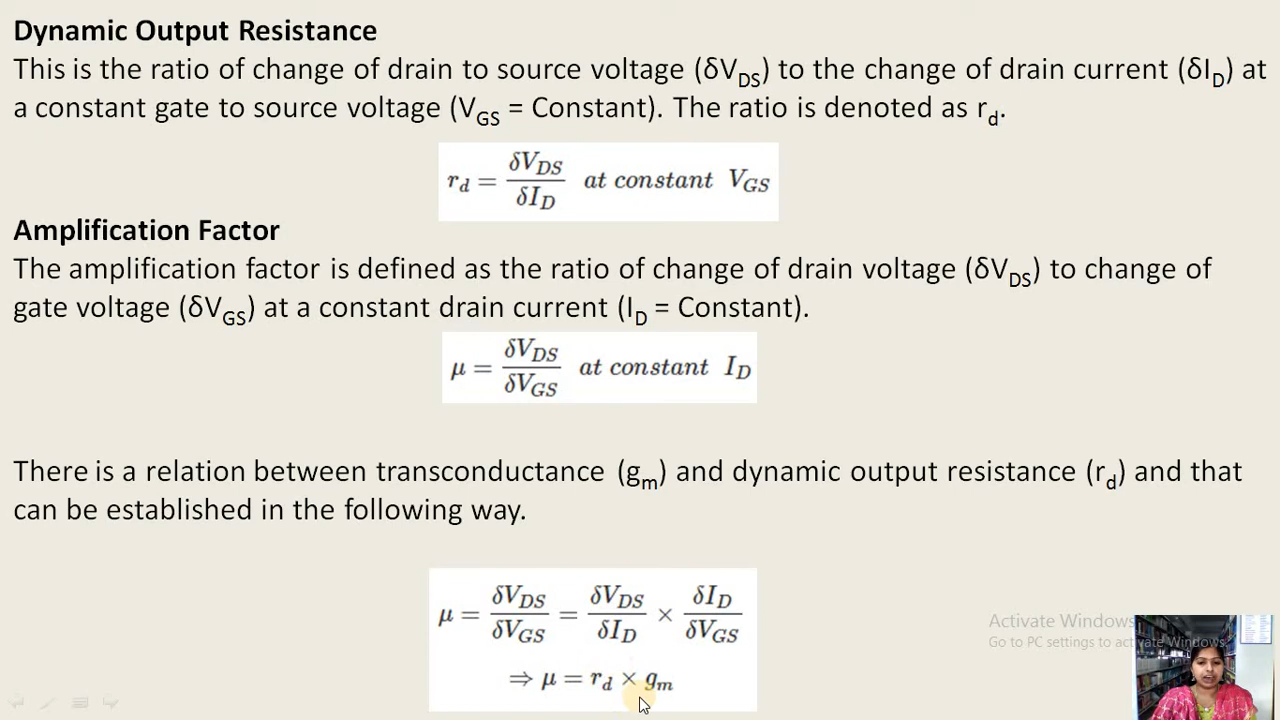 Dynamic Output Resistance
This is the ratio of change of drain to source voltage (δV_DS) to the change of drain current (δI_D) at
a constant gate to source voltage (V_GS = Constant). The ratio is denoted as r_d.
r_d = δV_DS / δI_D at constant V_GS
Amplification Factor
The amplification factor is defined as the ratio of change of drain voltage (δV_DS) to change of
gate voltage (δV_GS) at a constant drain current (I_D = Constant).
μ = δV_DS / δV_GS at constant I_D
There is a relation between transconductance (g_m) and dynamic output resistance (r_d) and that
can be established in the following way.
μ = δV_DS / δV_GS = δV_DS / δI_D × δI_D / δV_GS
⇒ μ = r_d × g_m
Activate Windows
Go to PC settings to activate Windows.